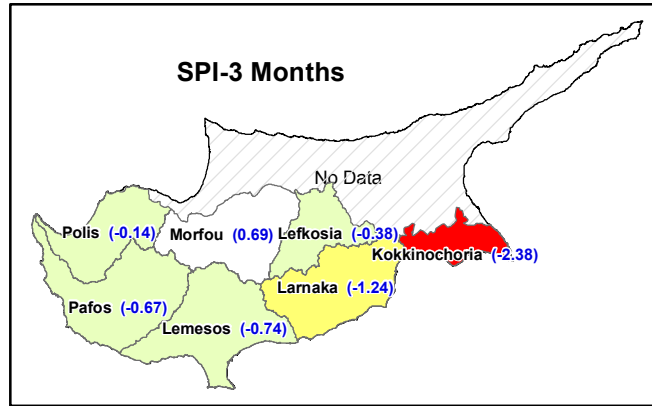 SPI-3 Months
No Data
Polis (-0.14)
Morfou (0.69)
Lefkosia (-0.38)
Kokkinochoria (-2.38)
Larnaka (-1.24)
Pafos (-0.67)
Lemesos (-0.74)